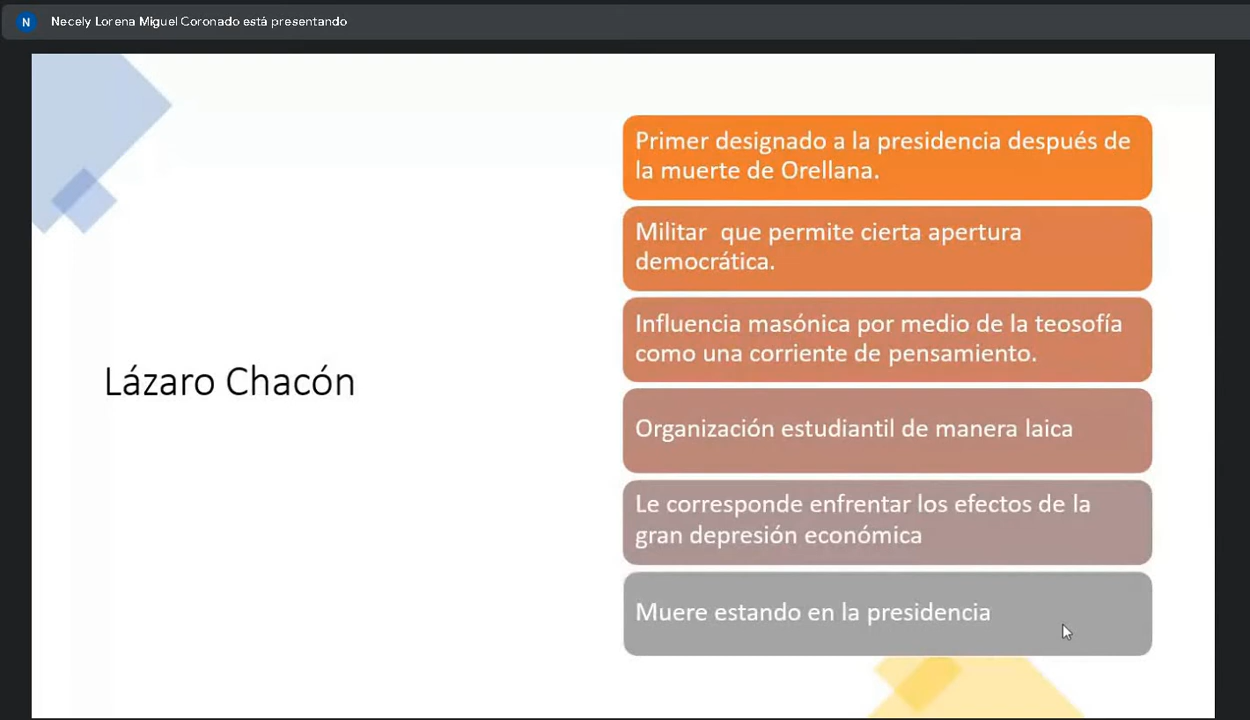 N
Necely Lorena Miguel Coronado está presentando
Lázaro Chacón
Primer designado a la presidencia después de
la muerte de Orellana.
Militar  que permite cierta apertura
democrática.
Influencia masónica por medio de la teosofía
como una corriente de pensamiento.
Organización estudiantil de manera laica
Le corresponde enfrentar los efectos de la
gran depresión económica
Muere estando en la presidencia